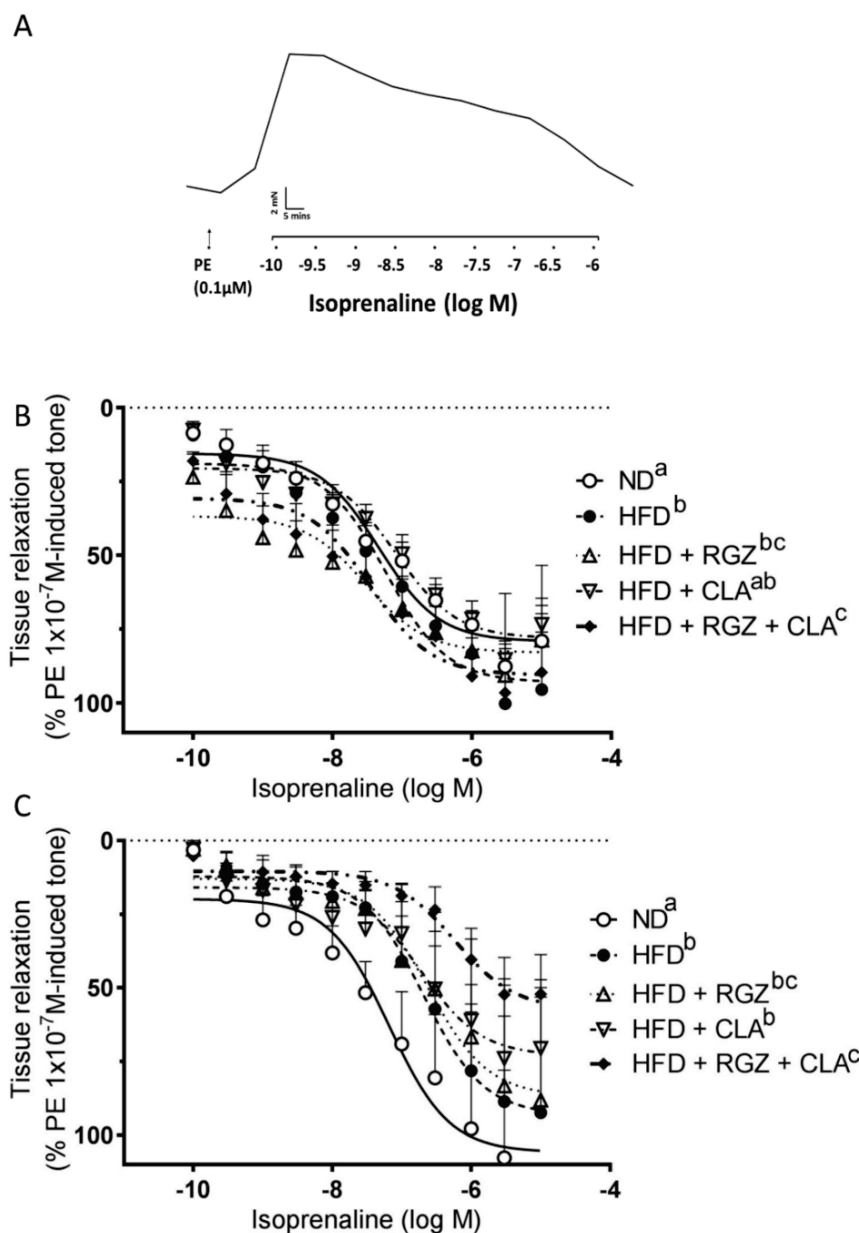 A
2 mN
5 mins
PE
(0.1µM)
-10 -9.5 -9 -8.5 -8 -7.5 -7 -6.5 -6
Isoprenaline (log M)
B
Tissue relaxation
(% PE 1x10⁻⁷M-induced tone)
0
50
100
-10 -8 -6 -4
Isoprenaline (log M)
NDᵃ
HFDᵇ
HFD + RGZᵇᶜ
HFD + CLAᵃᵇ
HFD + RGZ + CLAᶜ
C
Tissue relaxation
(% PE 1x10⁻⁷M-induced tone)
0
50
100
-10 -8 -6 -4
Isoprenaline (log M)
NDᵃ
HFDᵇ
HFD + RGZᵇᶜ
HFD + CLAᵇ
HFD + RGZ + CLAᶜ